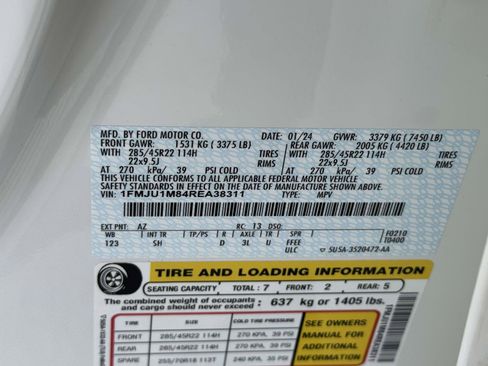 MFD. BY FORD MOTOR CO. DATE: 01/24 GVWR: 3379 KG ( 7450 LB)
FRONT GAWR: 1531 KG ( 3375 LB) REAR GAWR: 2005 KG ( 4420 LB)
WITH 285/45R22 114H TIRES WITH 285/45R22 114H TIRES
22x9.5J RIMS 22x9.5J RIMS
AT 270 kPa/ 39 PSI COLD AT 270 kPa/ 39 PSI COLD
THIS VEHICLE CONFORMS TO ALL APPLICABLE FEDERAL MOTOR VEHICLE
SAFETY STANDARDS IN EFFECT ON THE DATE OF MANUFACTURE SHOWN ABOVE.
VIN: 1FMJU1M84REA38311 TYPE: MPV
EXT PNT: AZ RC: 13 DSO:
WB INT TR TP/PS R AXLE TR SPR F0210
123 SH D 3L U FFEE T0400
ULC 5U5A-3520472-AA
TIRE AND LOADING INFORMATION
SEATING CAPACITY TOTAL : 7 FRONT: 2 REAR: 5
The combined weight of occupants and cargo should never exceed : 637 kg or 1405 lbs.
TIRE SIZE COLD TIRE PRESSURE SEE OWNERS
FRONT 285/45R22 114H 270 KPA, 39 PSI MANUAL FOR
REAR 285/45R22 114H 270 KPA, 39 PSI ADDITIONAL
SPARE 255/70R18 113T 240 KPA, 35 PSI INFORMATION